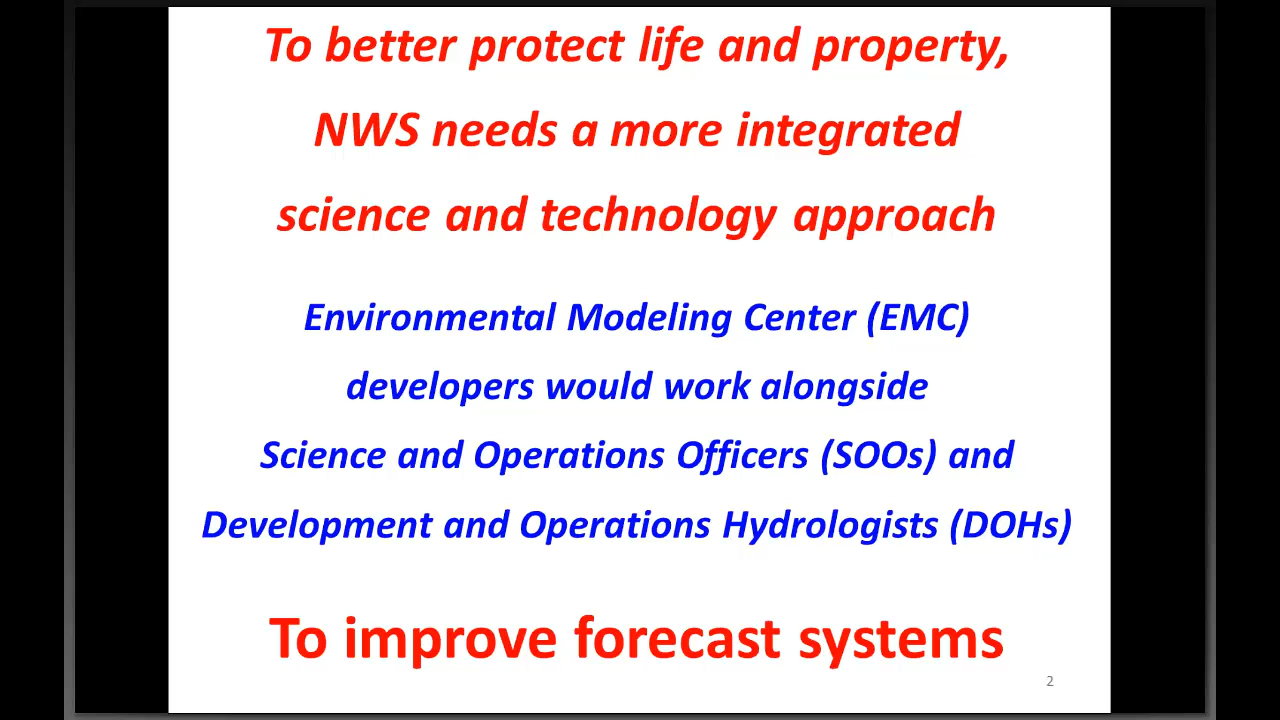 To better protect life and property,
NWS needs a more integrated
science and technology approach
Environmental Modeling Center (EMC)
developers would work alongside
Science and Operations Officers (SOOs) and
Development and Operations Hydrologists (DOHs)
To improve forecast systems
2